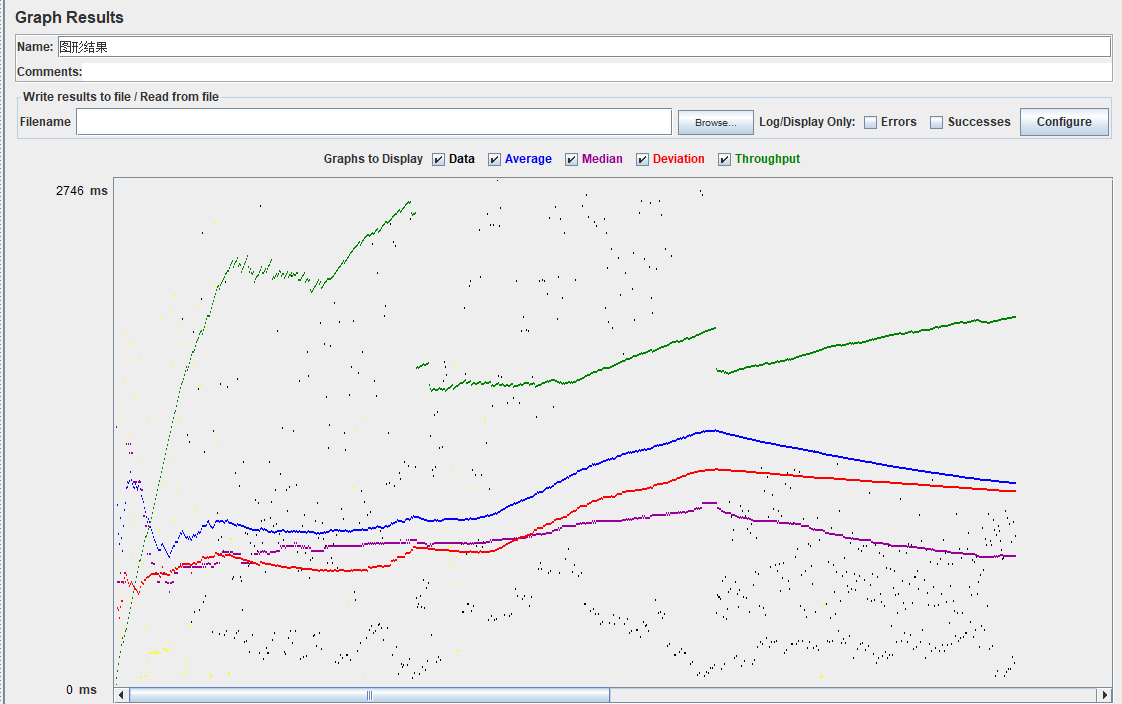 Graph Results
Name: 图形结果
Comments:
Write results to file / Read from file
Filename Browse... Log/Display Only: Errors Successes Configure
Graphs to Display Data Average Median Deviation Throughput
2746 ms
0 ms